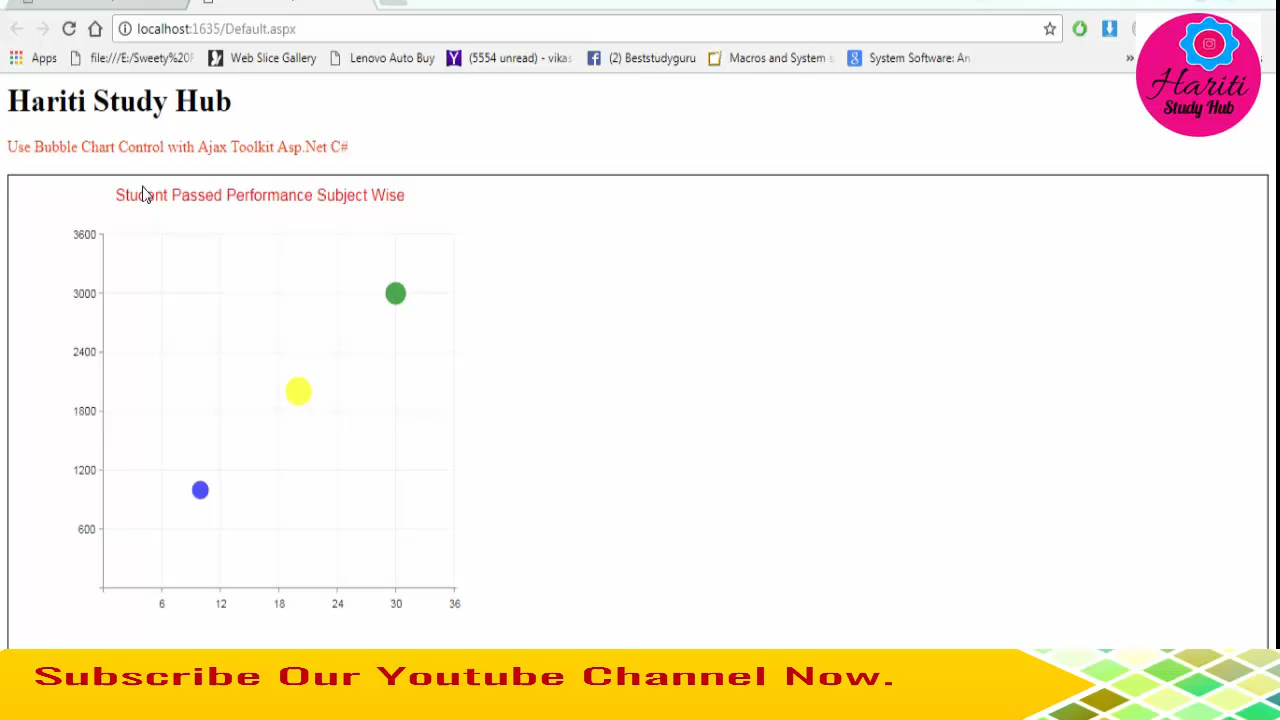 localhost:1635/Default.aspx
Apps file:///E:/Sweety%20F Web Slice Gallery Lenovo Auto Buy (5554 unread) - vikas (2) Beststudyguru Macros and System s System Software: An »
Hariti
Study Hub
Hariti Study Hub
Use Bubble Chart Control with Ajax Toolkit Asp.Net C#
Student Passed Performance Subject Wise
3600
3000
2400
1800
1200
600
6 12 18 24 30 36
Subscribe Our Youtube Channel Now.